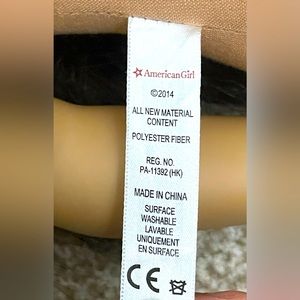 AmericanGirl
©2014
ALL NEW MATERIAL
CONTENT
POLYESTER FIBER
REG. NO.
PA-11392 (HK)
MADE IN CHINA
SURFACE
WASHABLE
LAVABLE
UNIQUEMENT
EN SURFACE
CE